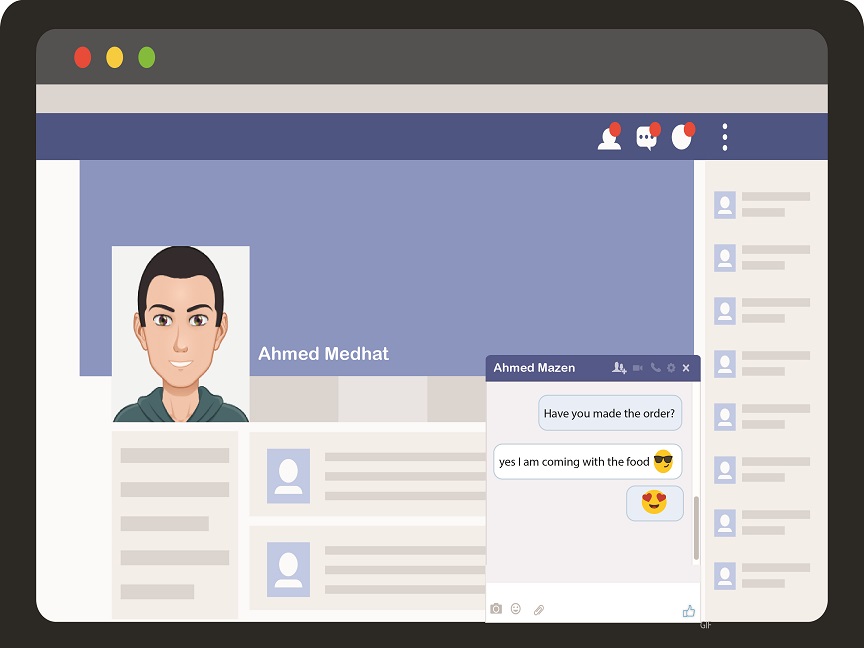 Ahmed Medhat
Ahmed Mazen
Have you made the order?
yes I am coming with the food
GIF